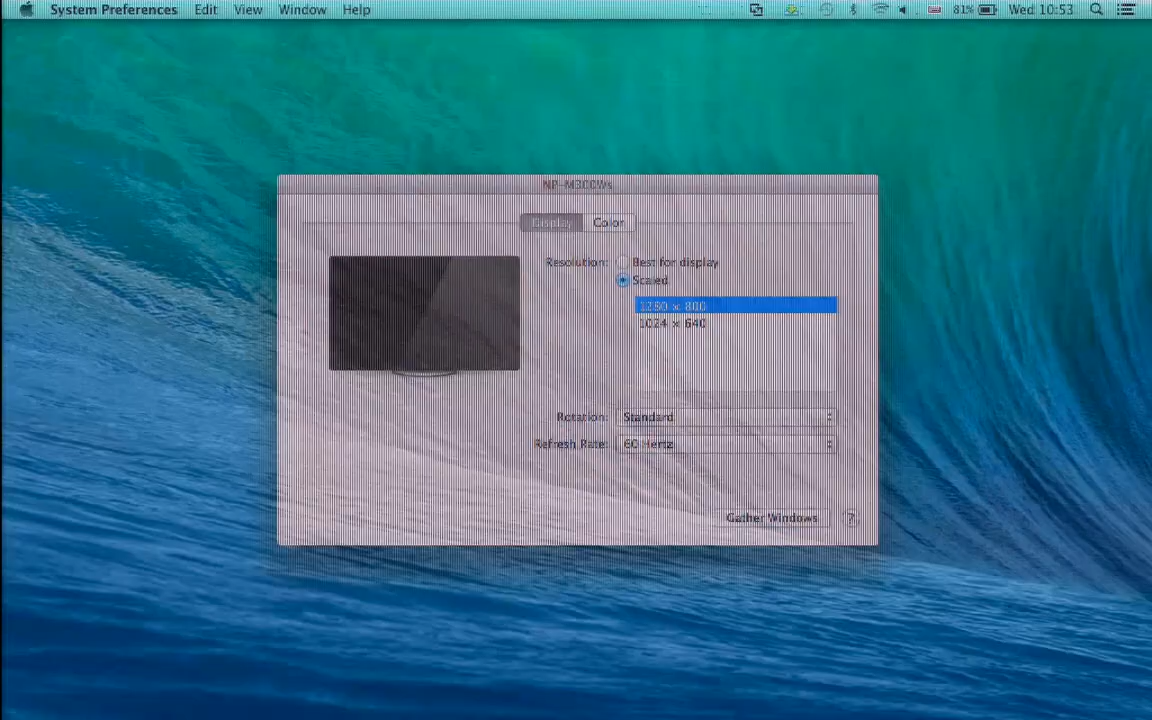 System Preferences Edit View Window Help 81% Wed 10:53
NP-M300Ws
Display Color
Resolution: Best for display
Scaled
1280 x 800
1024 x 640
Rotation: Standard
Refresh Rate: 60 Hertz
Gather Windows ?